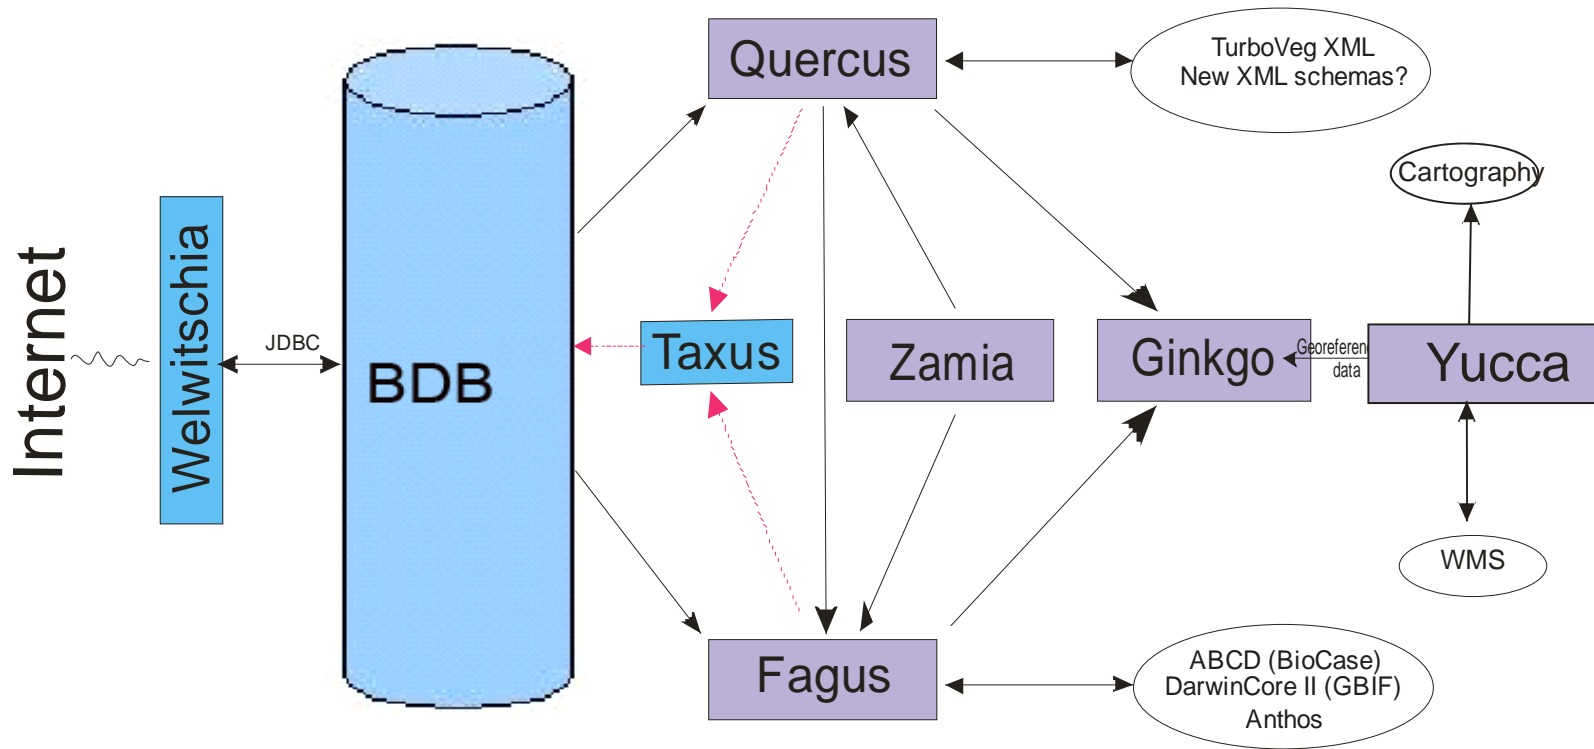 Quercus
TurboVeg XML
New XML schemas?
Cartography
Internet
Welwitschia
JDBC
BDB
Taxus
Zamia
Ginkgo
Georeferen
data
Yucca
WMS
Fagus
ABCD (BioCase)
DarwinCore II (GBIF)
Anthos